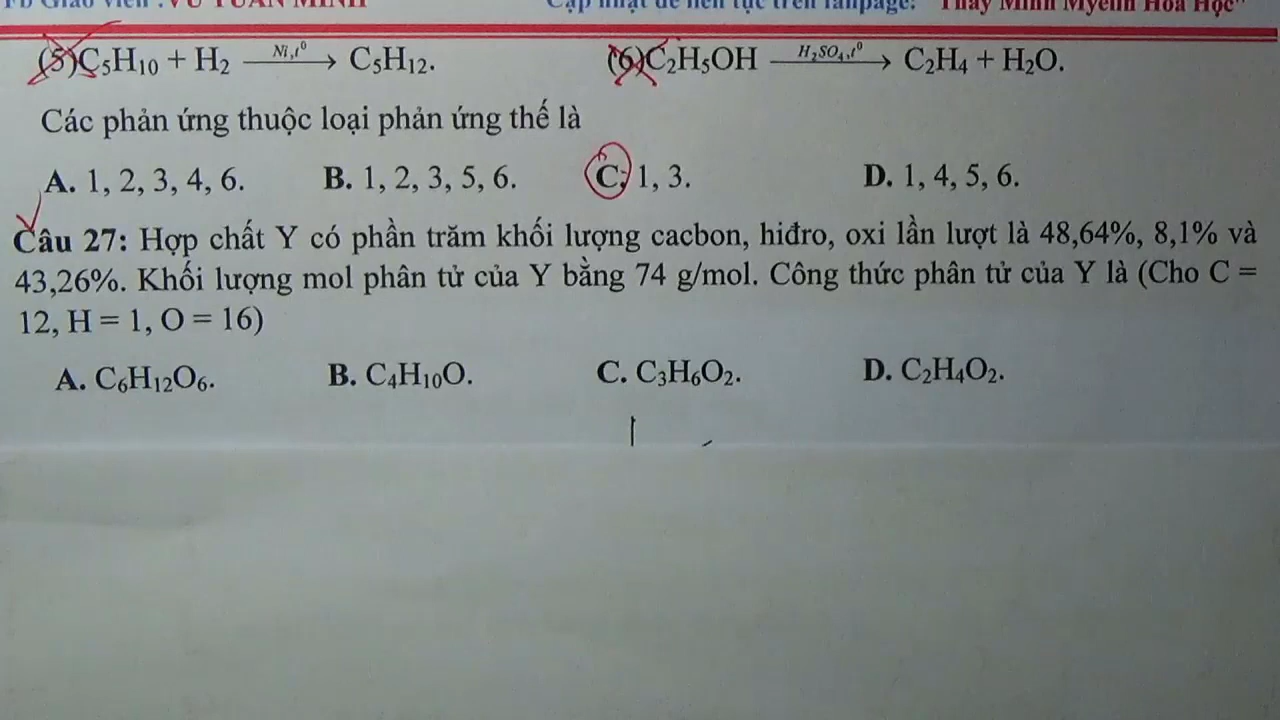 (5)C₅H₁₀ + H₂ —Ni,t⁰→ C₅H₁₂. (6)C₂H₅OH —H₂SO₄,t⁰→ C₂H₄ + H₂O.
Các phản ứng thuộc loại phản ứng thế là
A. 1, 2, 3, 4, 6. B. 1, 2, 3, 5, 6. C. 1, 3. D. 1, 4, 5, 6.
Câu 27: Hợp chất Y có phần trăm khối lượng cacbon, hiđro, oxi lần lượt là 48,64%, 8,1% và
43,26%. Khối lượng mol phân tử của Y bằng 74 g/mol. Công thức phân tử của Y là (Cho C =
12, H = 1, O = 16)
A. C₆H₁₂O₆. B. C₄H₁₀O. C. C₃H₆O₂. D. C₂H₄O₂.